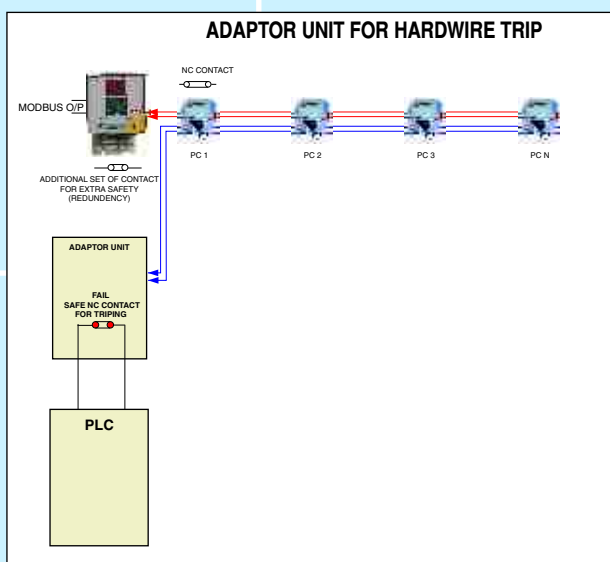 ADAPTOR UNIT FOR HARDWIRE TRIP
NC CONTACT
MODBUS O/P
PC 1
PC 2
PC 3
PC N
ADDITIONAL SET OF CONTACT
FOR EXTRA SAFETY
(REDUNDENCY)
ADAPTOR UNIT
FAIL
SAFE NC CONTACT
FOR TRIPING
PLC